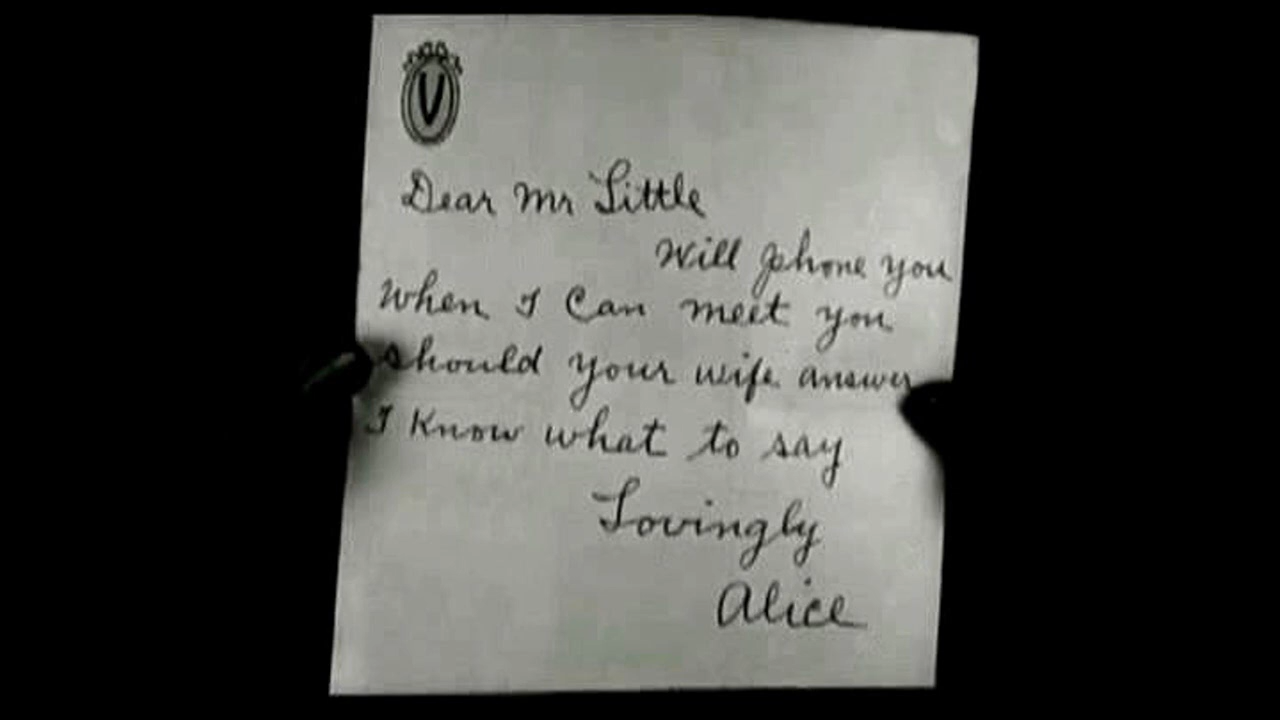 V
Dear Mr Little
Will phone you
When I Can meet you
should your wife answer
I Know what to say
Lovingly
Alice